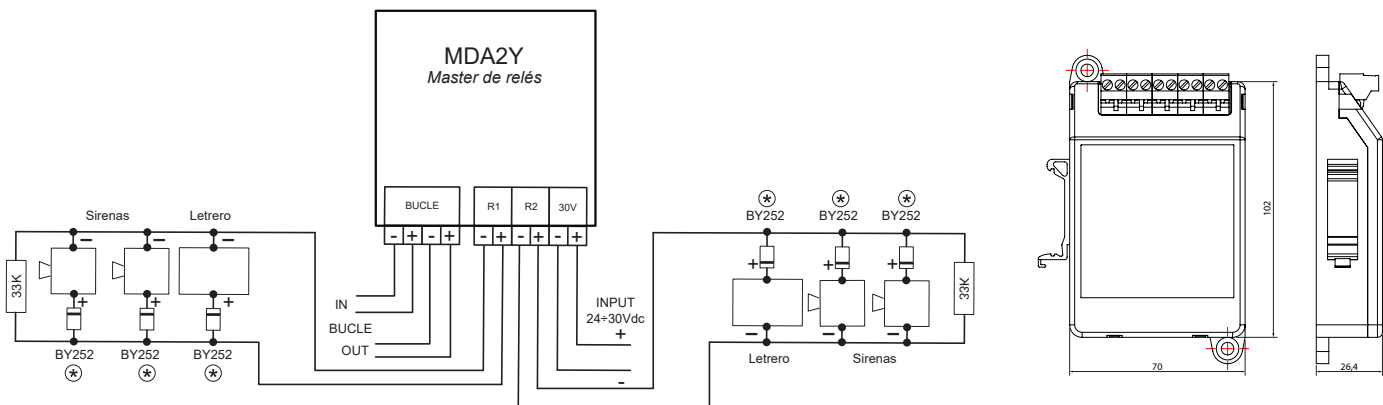 MDA2Y
Master de relés
BUCLE R1 R2 30V
- + - + - + - + - +
Sirenas Letrero
- - -
33K
+ + +
BY252 BY252 BY252
* * *
IN
BUCLE
OUT
INPUT
24÷30Vdc
+
-
* * *
BY252 BY252 BY252
+ + +
33K
- - -
Letrero Sirenas
102
70
26,4